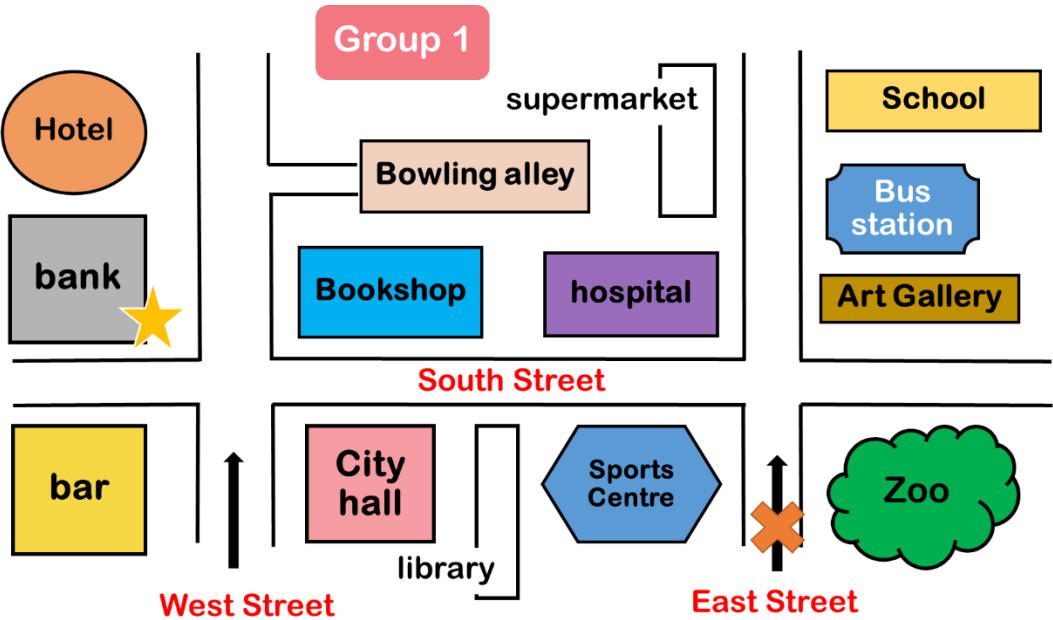 Group 1
Hotel
supermarket
School
Bowling alley
Bus
station
bank
Bookshop
hospital
Art Gallery
South Street
bar
City
hall
Sports
Centre
Zoo
library
West Street
East Street